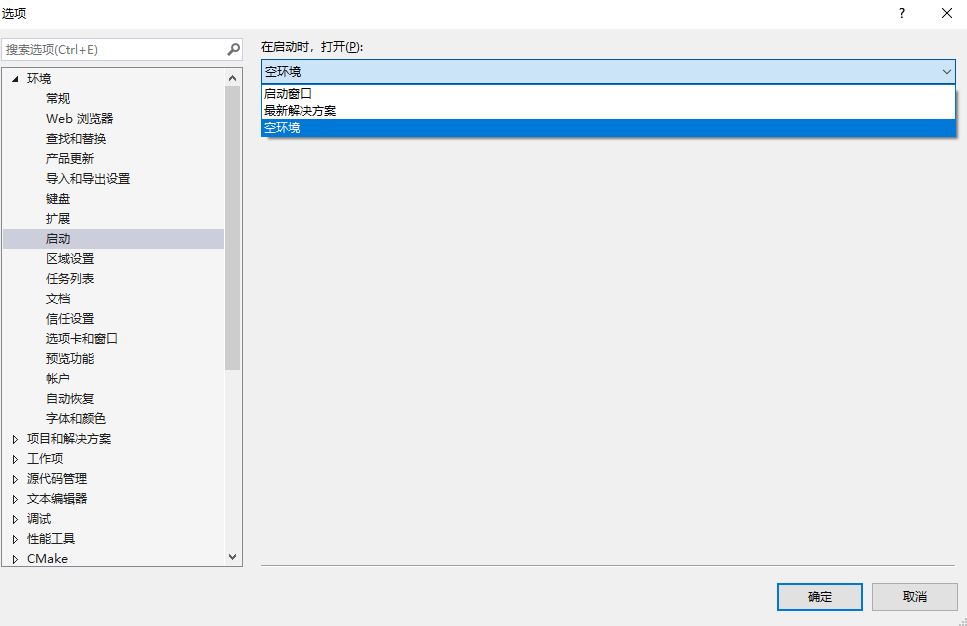 选项
?
搜索选项(Ctrl+E)
环境
常规
Web 浏览器
查找和替换
产品更新
导入和导出设置
键盘
扩展
启动
区域设置
任务列表
文档
信任设置
选项卡和窗口
预览功能
帐户
自动恢复
字体和颜色
项目和解决方案
工作项
源代码管理
文本编辑器
调试
性能工具
CMake
在启动时，打开(P):
空环境
启动窗口
最新解决方案
空环境
确定
取消